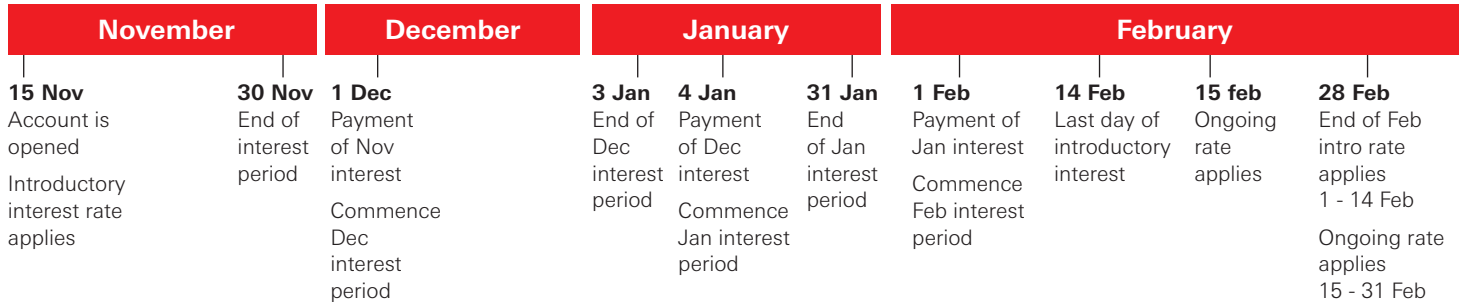 November
December
January
February
15 Nov
Account is
opened
Introductory
interest rate
applies
30 Nov
End of
interest
period
1 Dec
Payment
of Nov
interest
Commence
Dec
interest
period
3 Jan
End of
Dec
interest
period
4 Jan
Payment
of Dec
interest
Commence
Jan interest
period
31 Jan
End
of Jan
interest
period
1 Feb
Payment of
Jan interest
Commence
Feb interest
period
14 Feb
Last day of
introductory
interest
15 feb
Ongoing
rate
applies
28 Feb
End of Feb
intro rate
applies
1 - 14 Feb
Ongoing rate
applies
15 - 31 Feb